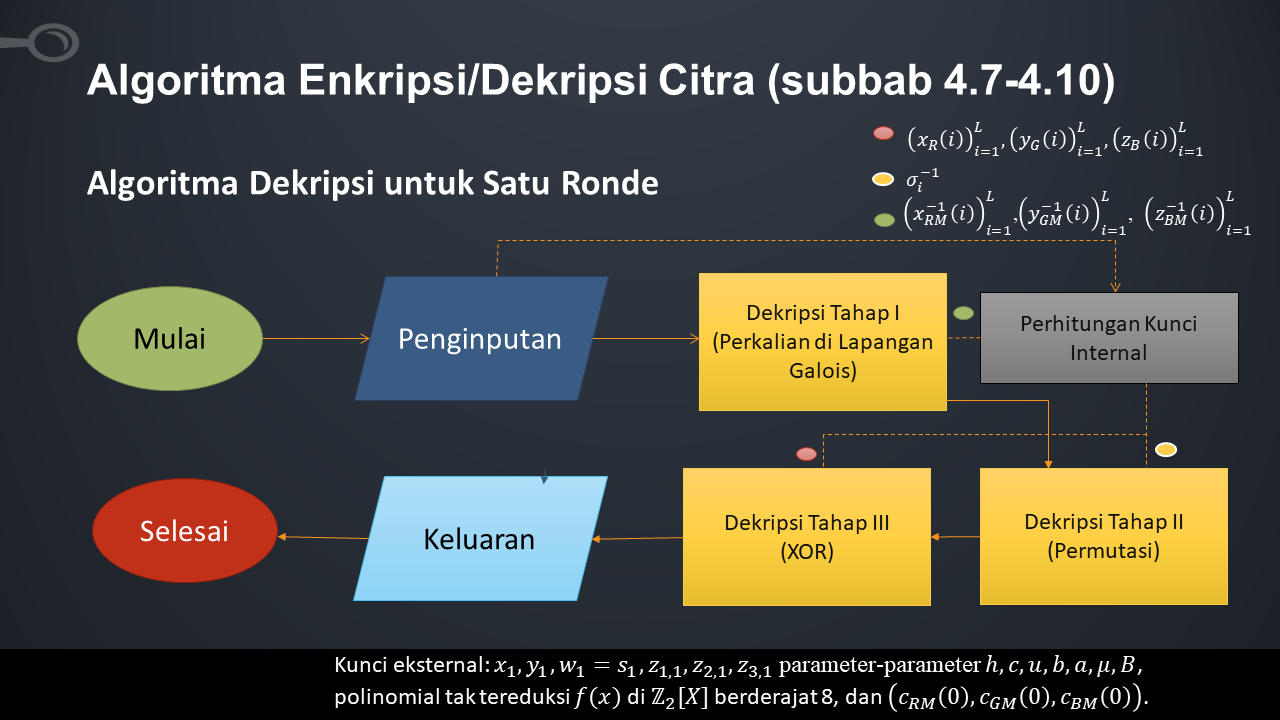 Algoritma Enkripsi/Dekripsi Citra (subbab 4.7-4.10)
Algoritma Dekripsi untuk Satu Ronde
(x_R(i))_{i=1}^{L}, (y_G(i))_{i=1}^{L}, (z_B(i))_{i=1}^{L}
σ_i^{-1}
(x_{RM}^{-1}(i))_{i=1}^{L}, (y_{GM}^{-1}(i))_{i=1}^{L}, (z_{BM}^{-1}(i))_{i=1}^{L}
Mulai
Penginputan
Dekripsi Tahap I
(Perkalian di Lapangan
Galois)
Perhitungan Kunci
Internal
Dekripsi Tahap II
(Permutasi)
Dekripsi Tahap III
(XOR)
Keluaran
Selesai
Kunci eksternal: x_1, y_1, w_1 = s_1, z_{1,1}, z_{2,1}, z_{3,1} parameter-parameter h, c, u, b, a, μ, B,
polinomial tak tereduksi f(x) di ℤ_2[X] berderajat 8, dan (c_{RM}(0), c_{GM}(0), c_{BM}(0)).